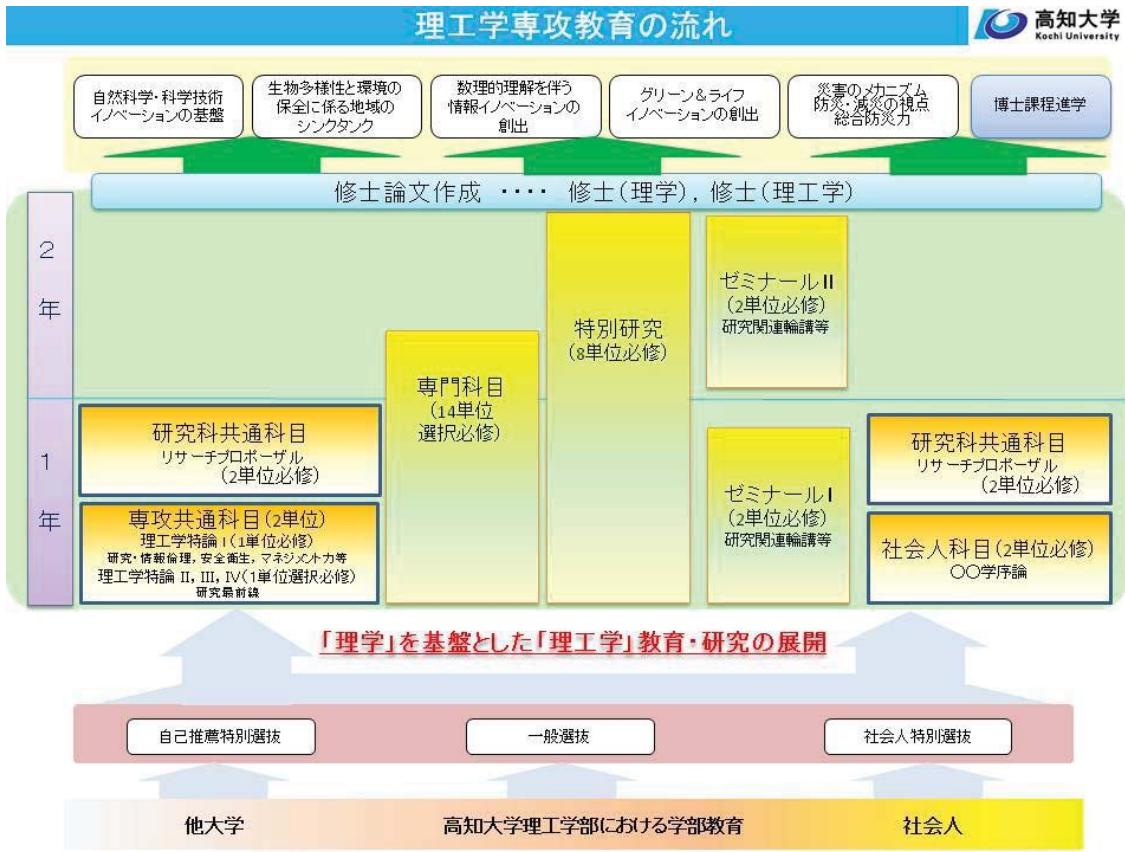 理工学専攻教育の流れ
高知大学
Kochi University
自然科学・科学技術
イノベーションの基盤
生物多様性と環境の
保全に係る地域の
シンクタンク
数理的理解を伴う
情報イノベーションの
創出
グリーン&ライフ
イノベーションの創出
災害のメカニズム
防災・減災の視点
総合防災力
博士課程進学
修士論文作成 ・・・・ 修士(理学), 修士(理工学)
2
年
1
年
研究科共通科目
リサーチプロポーザル
(2単位必修)
専攻共通科目(2単位)
理工学特論 I (1単位必修)
研究・情報倫理, 安全衛生, マネジメント力等
理工学特論 II, III, IV(1単位選択必修)
研究最前線
専門科目
(14単位
選択必修)
特別研究
(8単位必修)
ゼミナール II
(2単位必修)
研究関連輪講等
ゼミナール I
(2単位必修)
研究関連輪講等
研究科共通科目
リサーチプロポーザル
(2単位必修)
社会人科目(2単位必修)
〇〇学序論
「理学」を基盤とした「理工学」教育・研究の展開
自己推薦特別選抜
一般選抜
社会人特別選抜
他大学
高知大学理工学部における学部教育
社会人